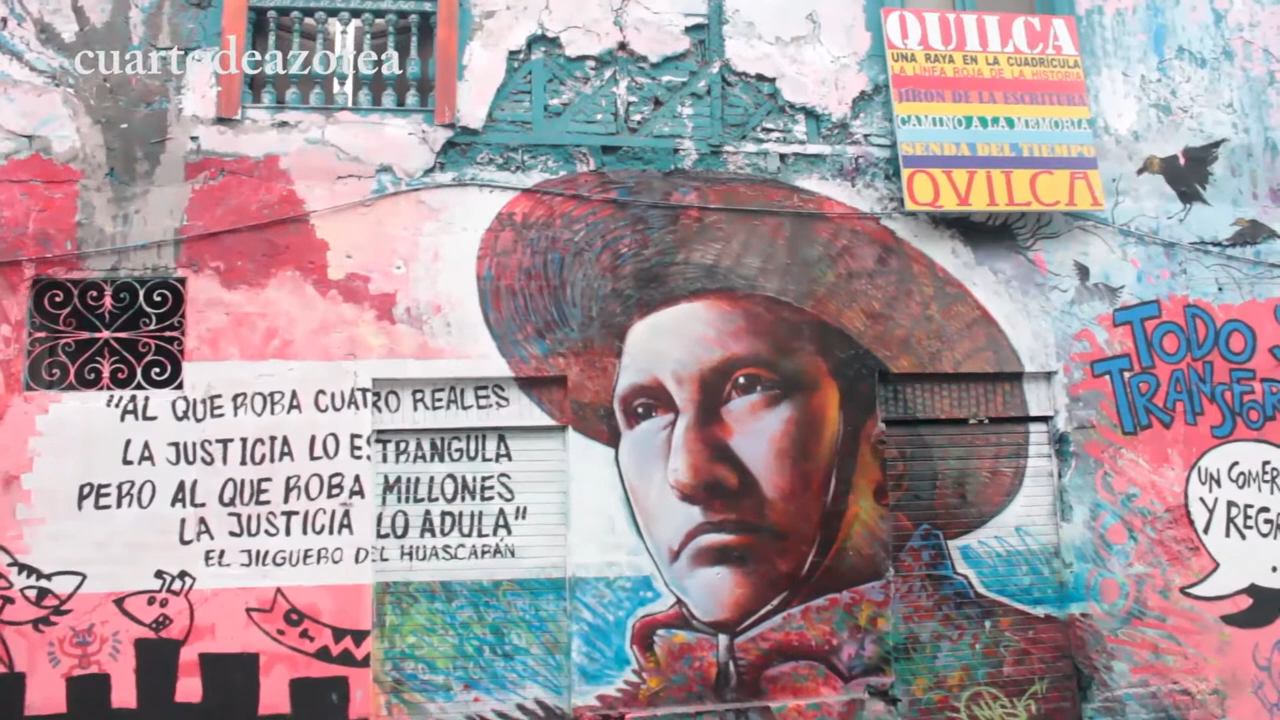 cuartodeazotea
QUILCA
UNA RAYA EN LA CUADRÍCULA
LA LÍNEA ROJA DE LA HISTORIA
JIRÓN DE LA ESCRITURA
CAMINO A LA MEMORIA
SENDA DEL TIEMPO
QVILCA
"AL QUE ROBA CUATRO REALES
LA JUSTICIA LO ESTRANGULA
PERO AL QUE ROBA MILLONES
LA JUSTICIA LO ADULA"
EL JILGUERO DEL HUASCARÁN
TODO
TRANSFOR
UN COMER
Y REG